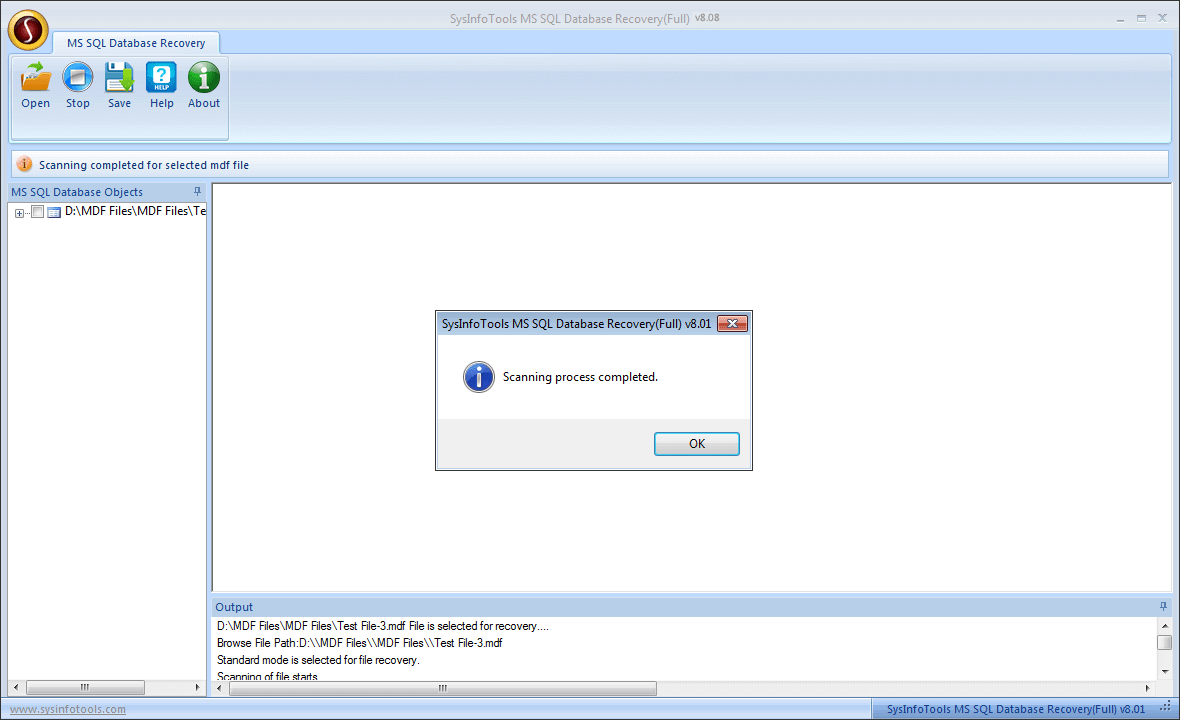 SysInfoTools MS SQL Database Recovery(Full) v8.08
MS SQL Database Recovery
Open
Stop
Save
HELP
Help
About
Scanning completed for selected mdf file
MS SQL Database Objects
D:\MDF Files\MDF Files\Te
SysInfoTools MS SQL Database Recovery(Full) v8.01
Scanning process completed.
OK
Output
D:\MDF Files\MDF Files\Test File-3.mdf File is selected for recovery....
Browse File Path:D:\\MDF Files\\MDF Files\\Test File-3.mdf
Standard mode is selected for file recovery.
Scanning of file starts
www.sysinfotools.com
SysInfoTools MS SQL Database Recovery(Full) v8.01